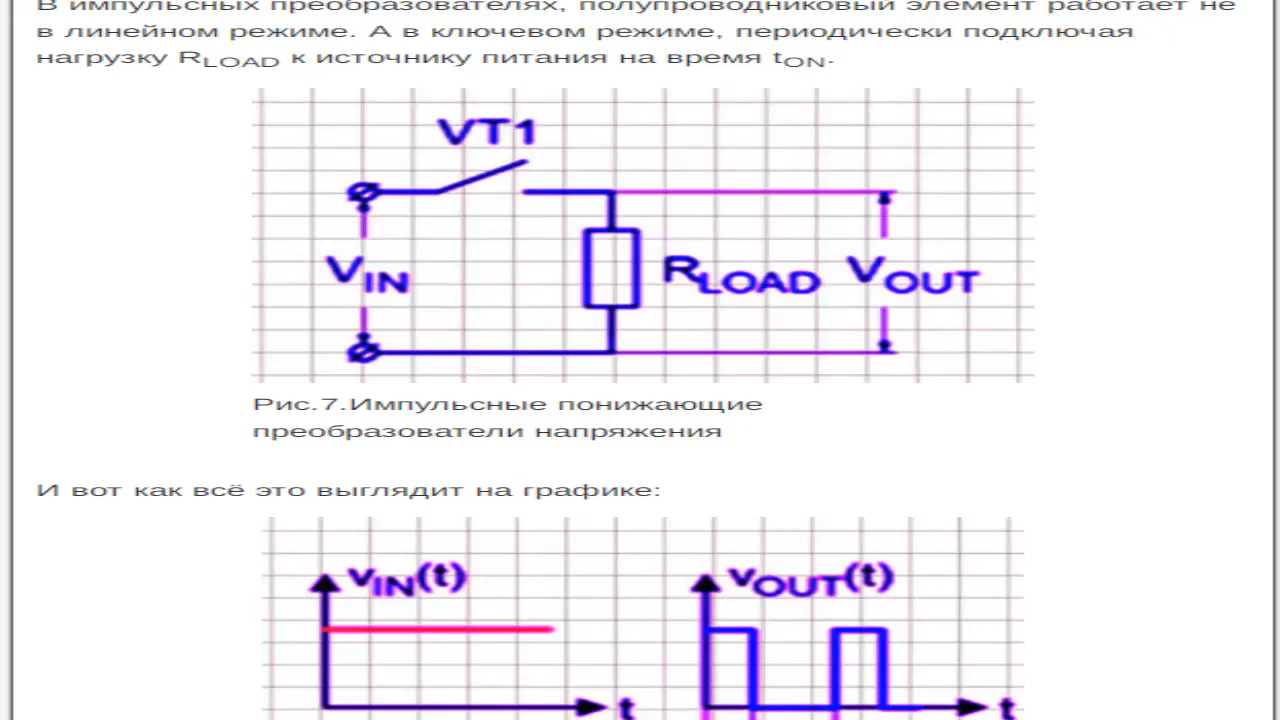 В импульсных преобразователях, полупроводниковый элемент работает не
в линейном режиме. А в ключевом режиме, периодически подключая
нагрузку RLOAD к источнику питания на время tON.
VT1
VIN RLOAD VOUT
Рис.7.Импульсные понижающие
преобразователи напряжения
И вот как всё это выглядит на графике:
vIN(t) vOUT(t)
t t